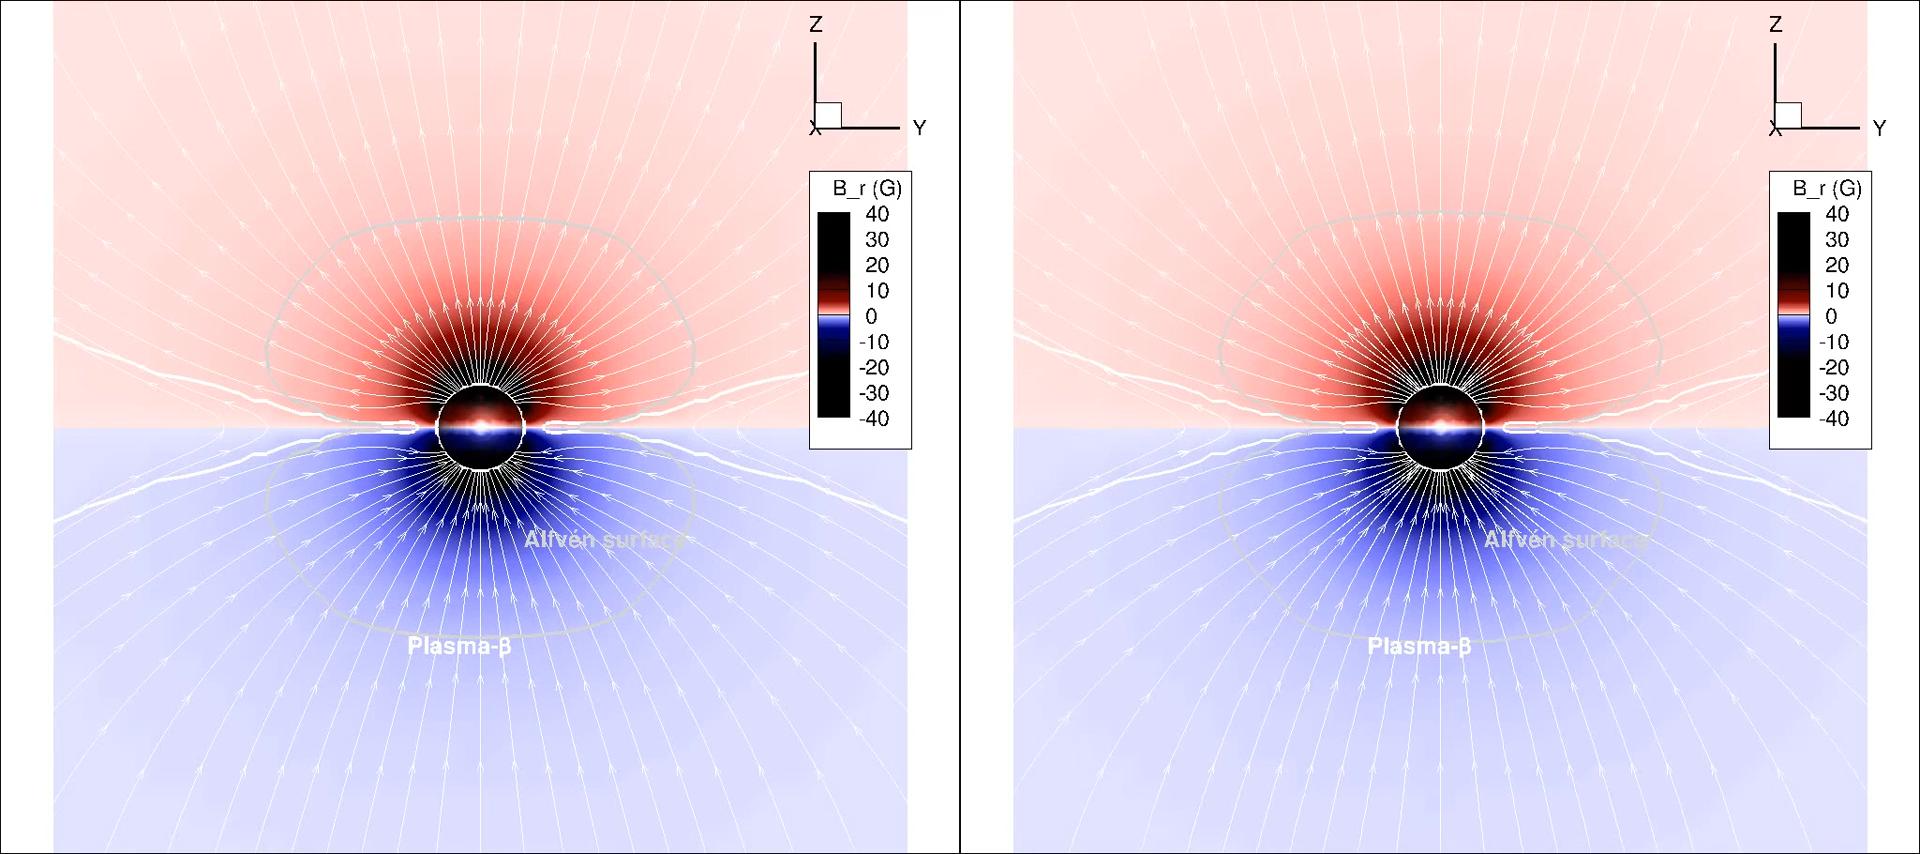 Z
X
Y
B_r (G)
40
30
20
10
0
-10
-20
-30
-40
Alfvén surface
Plasma-β
Z
X
Y
B_r (G)
40
30
20
10
0
-10
-20
-30
-40
Alfvén surface
Plasma-β